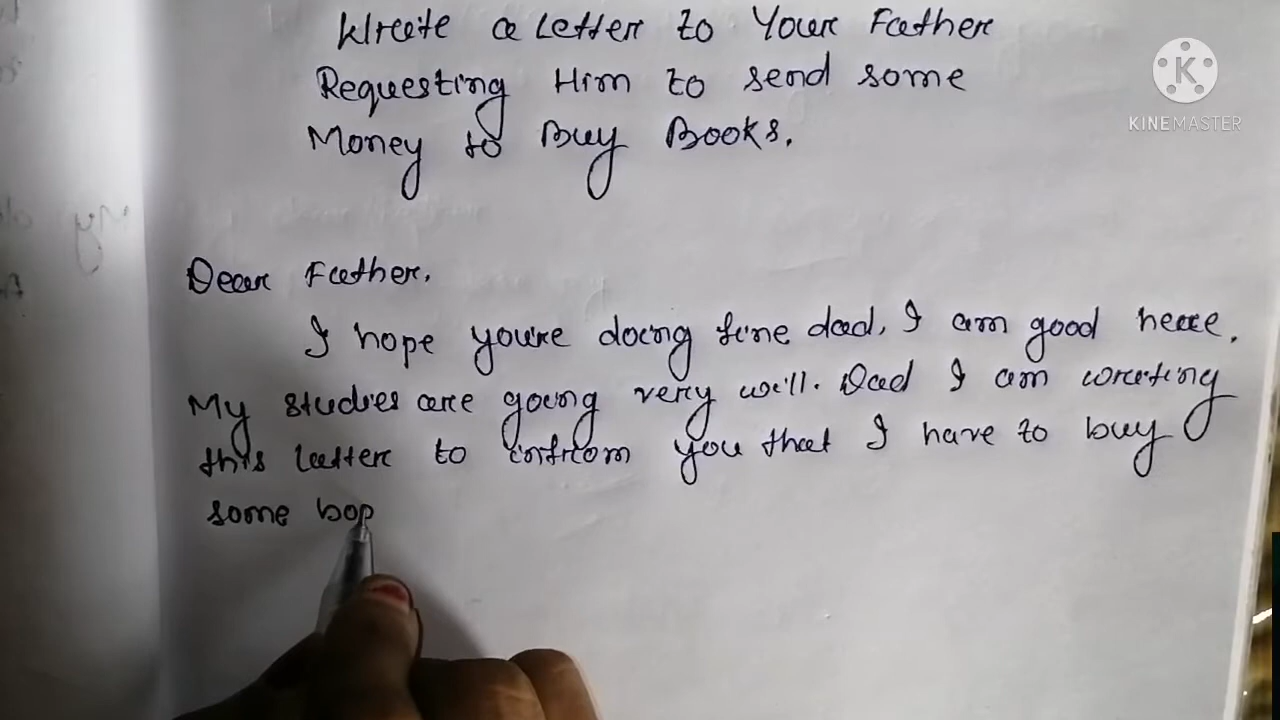 Write a Letter to Your Father
Requesting Him to send some
Money to Buy Books.
KINEMASTER
Dear Father.
I hope you're doing fine dad, I am good here.
My studies are going very well. Dad I am writing
this letter to infrom you that I have to buy
some boo